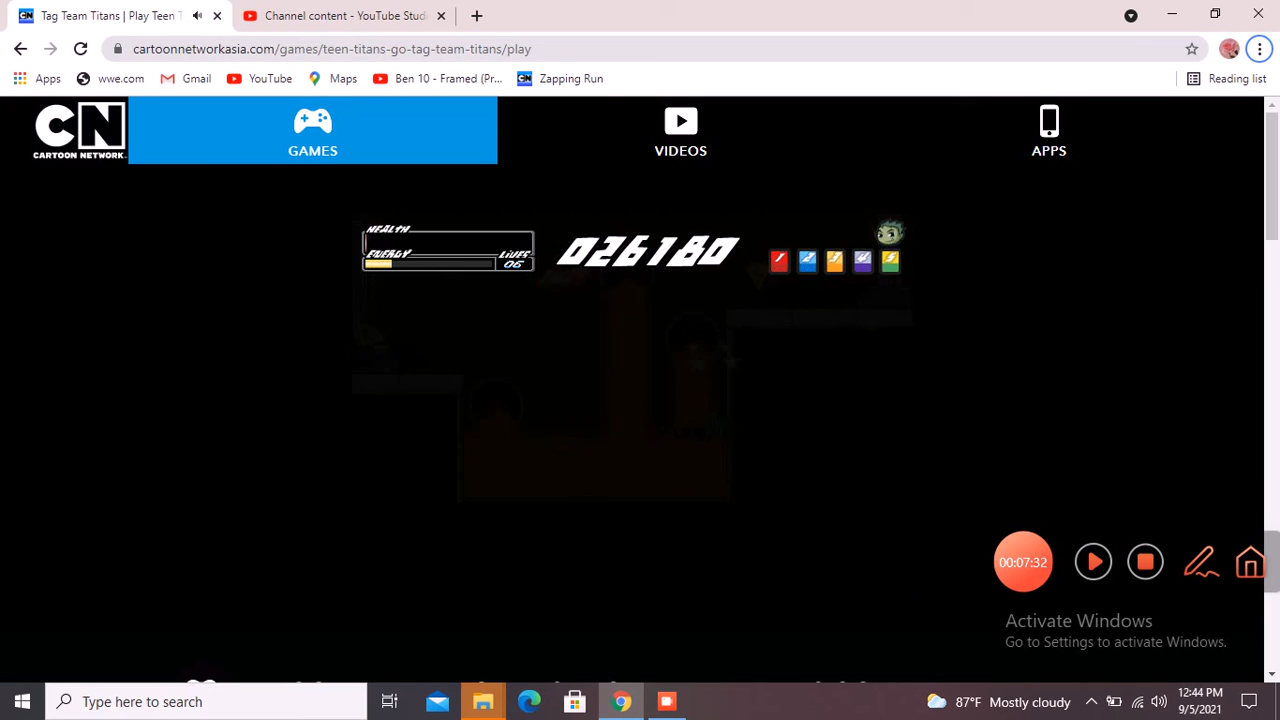 Tag Team Titans | Play Teen T
Channel content - YouTube Studi
cartoonnetworkasia.com/games/teen-titans-go-tag-team-titans/play
Apps
wwe.com
Gmail
YouTube
Maps
Ben 10 - Framed (Pr...
Zapping Run
Reading list
CN
CARTOON NETWORK.
GAMES
VIDEOS
APPS
HEALTH
ENERGY
LIVES
06
026180
00:07:32
Activate Windows
Go to Settings to activate Windows.
Type here to search
87°F Mostly cloudy
12:44 PM
9/5/2021